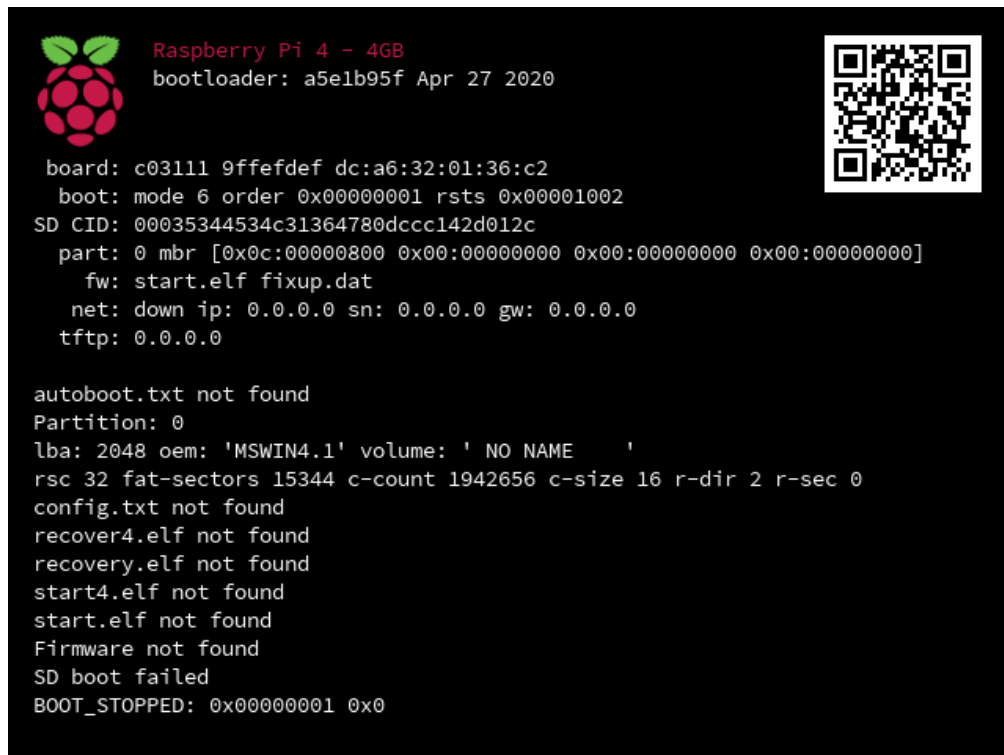 Raspberry Pi 4 - 4GB
bootloader: a5e1b95f Apr 27 2020
board: c03111 9ffefdef dc:a6:32:01:36:c2
boot: mode 6 order 0x00000001 rsts 0x00001002
SD CID: 00035344534c31364780dccc142d012c
part: 0 mbr [0x0c:00000800 0x00:00000000 0x00:00000000 0x00:00000000]
fw: start.elf fixup.dat
net: down ip: 0.0.0.0 sn: 0.0.0.0 gw: 0.0.0.0
tftp: 0.0.0.0
autoboot.txt not found
Partition: 0
lba: 2048 oem: 'MSWIN4.1' volume: ' NO NAME    '
rsc 32 fat-sectors 15344 c-count 1942656 c-size 16 r-dir 2 r-sec 0
config.txt not found
recover4.elf not found
recovery.elf not found
start4.elf not found
start.elf not found
Firmware not found
SD boot failed
BOOT_STOPPED: 0x00000001 0x0